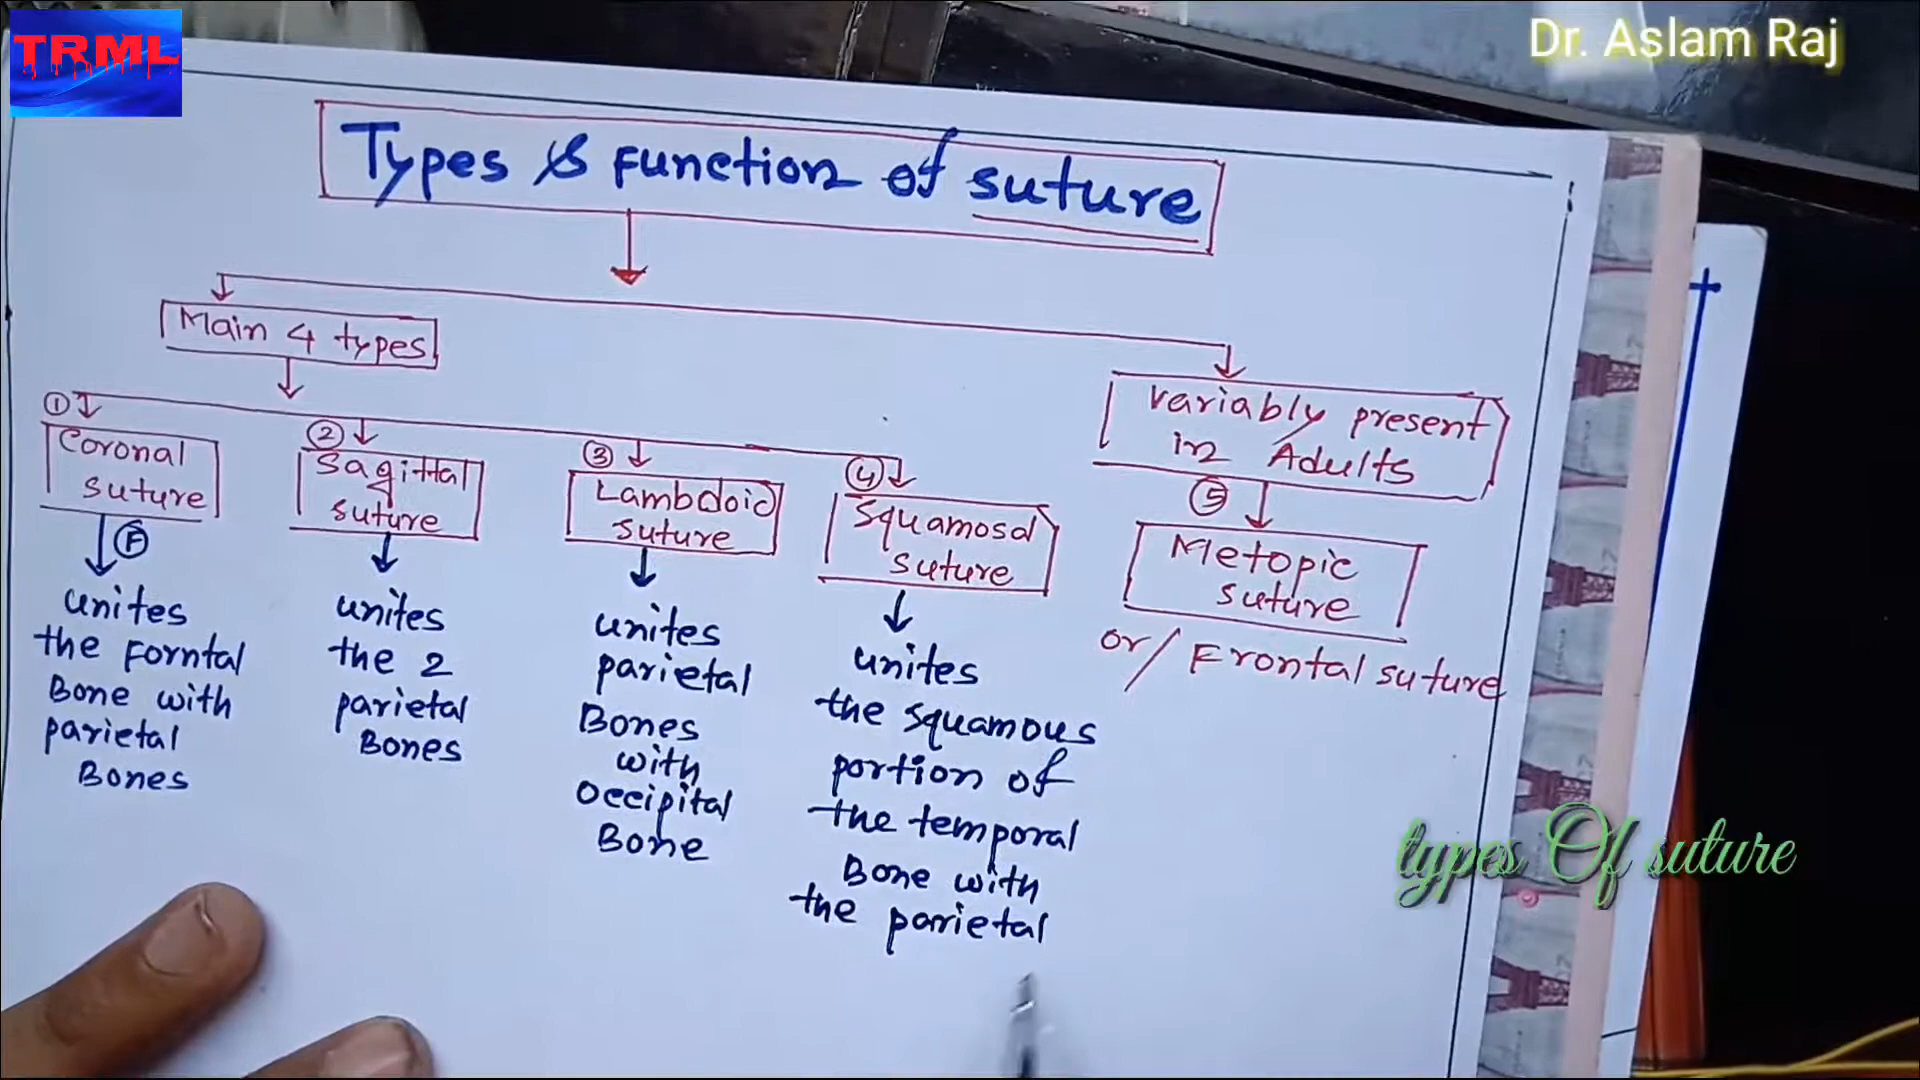 TRML
Dr. Aslam Raj
Types & function of suture
Main 4 types
① Coronal
suture
Ⓕ
unites
the forntal
Bone with
parietal
Bones
② Sagittal
suture
unites
the 2
parietal
Bones
③ Lambdoid
suture
unites
parietal
Bones
with
Occipital
Bone
④ Squamosal
suture
unites
the squamous
portion of
the temporal
Bone with
the parietal
Variably present
in Adults
⑤ Metopic
suture
or/ Frontal suture
types Of suture